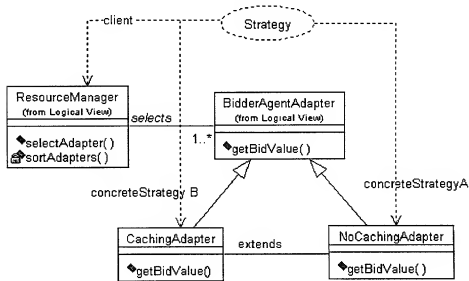 client
Strategy
ResourceManager
(from Logical View)
selectAdapter( )
sortAdapters( )
selects
1..*
BidderAgentAdapter
(from Logical View)
getBidValue( )
concreteStrategy B
concreteStrategyA
CachingAdapter
getBidValue()
extends
NoCachingAdapter
getBidValue( )